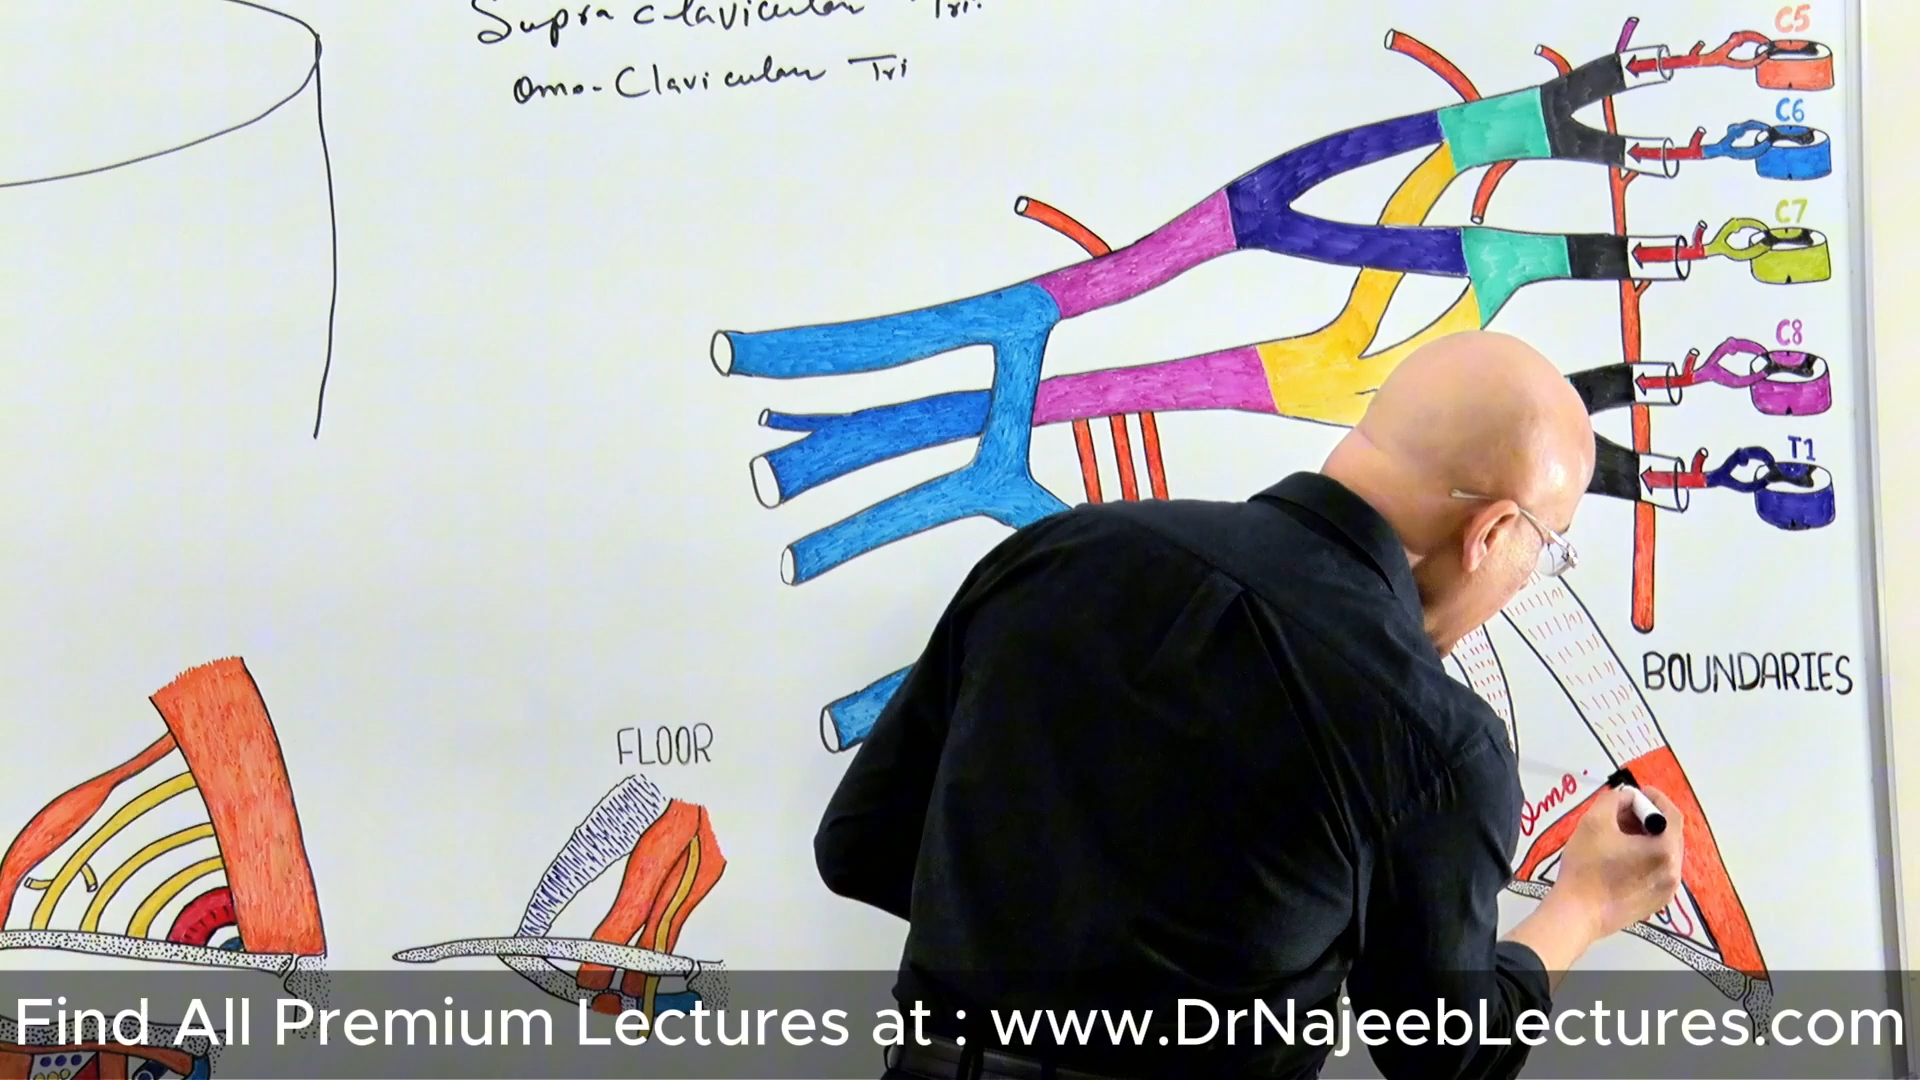 Supra clavicular Tri.
Omo-Clavicular Tri
C5
C6
C7
C8
T1
BOUNDARIES
FLOOR
Omo.
Find All Premium Lectures at : www.DrNajeebLectures.com